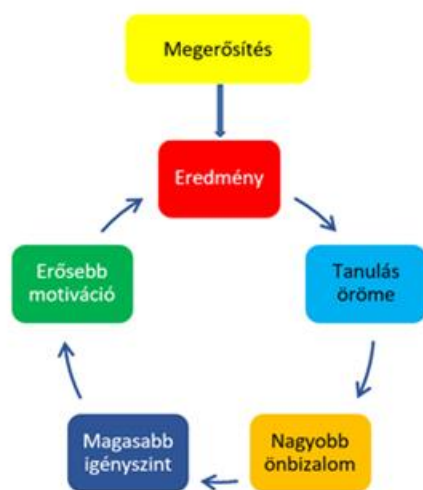 Megerősítés
Eredmény
Tanulás
öröme
Nagyobb
önbizalom
Magasabb
igényszint
Erősebb
motiváció